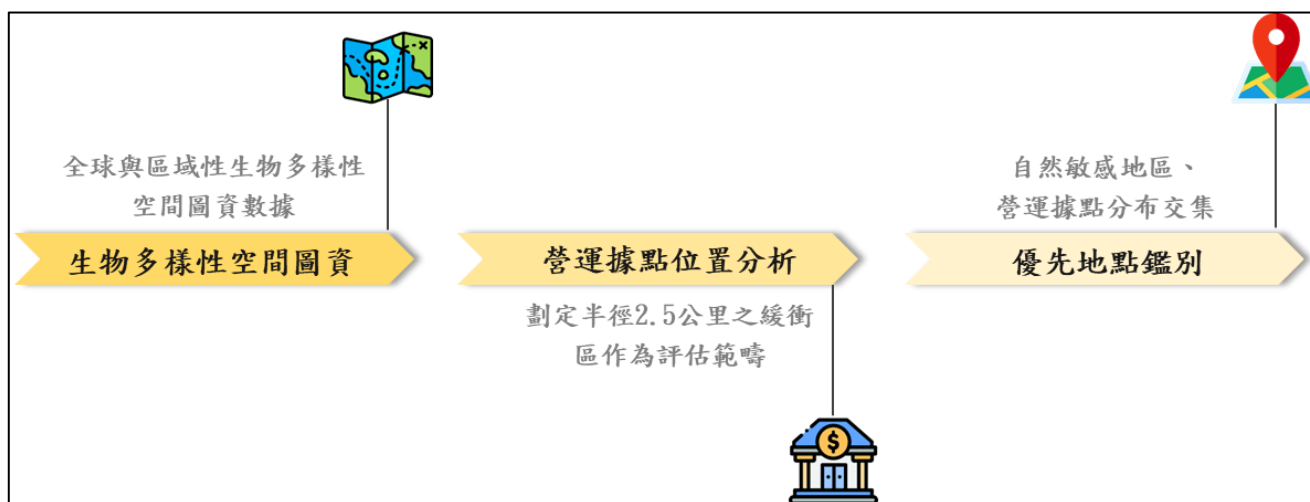 全球與區域性生物多樣性
空間圖資數據
生物多樣性空間圖資
營運據點位置分析
劃定半徑2.5公里之緩衝
區作為評估範疇
自然敏感地區、
營運據點分布交集
優先地點鑑別
$